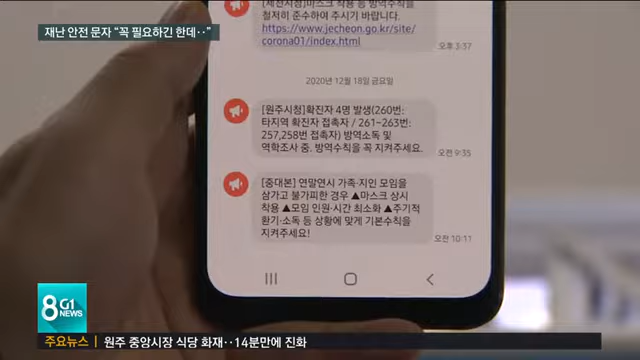 재난 안전 문자 "꼭 필요하긴 한데‥"
[제천시청]마스크 착용 등 방역수칙을
철저히 준수하여 주시기 바랍니다.
https://www.jecheon.go.kr/site/
corona01/index.html
오후 3:37
2020년 12월 18일 금요일
[원주시청]확진자 4명 발생(260번:
타지역 확진자 접촉자 / 261~263번:
257,258번 접촉자) 방역소독 및
역학조사 중. 방역수칙을 꼭 지켜주세요.
오전 9:35
[중대본] 연말연시 가족·지인 모임을
삼가고 불가피한 경우 ▲마스크 상시
착용 ▲모임 인원·시간 최소화 ▲주기적
환기·소독 등 상황에 맞게 기본수칙을
지켜주세요!
오전 10:11
8 G1
NEWS
주요뉴스 원주 중앙시장 식당 화재‥14분만에 진화